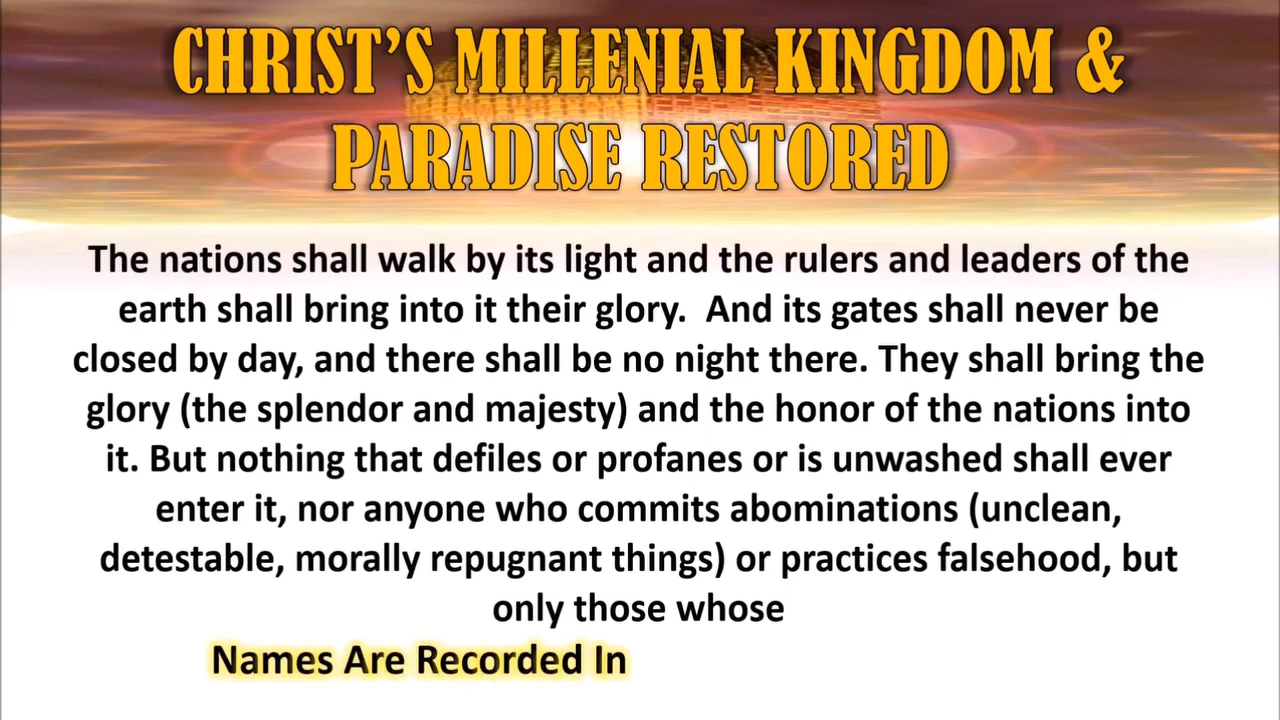 CHRIST’S MILLENIAL KINGDOM &
PARADISE RESTORED
The nations shall walk by its light and the rulers and leaders of the
earth shall bring into it their glory.  And its gates shall never be
closed by day, and there shall be no night there. They shall bring the
glory (the splendor and majesty) and the honor of the nations into
it. But nothing that defiles or profanes or is unwashed shall ever
enter it, nor anyone who commits abominations (unclean,
detestable, morally repugnant things) or practices falsehood, but
only those whose
Names Are Recorded In